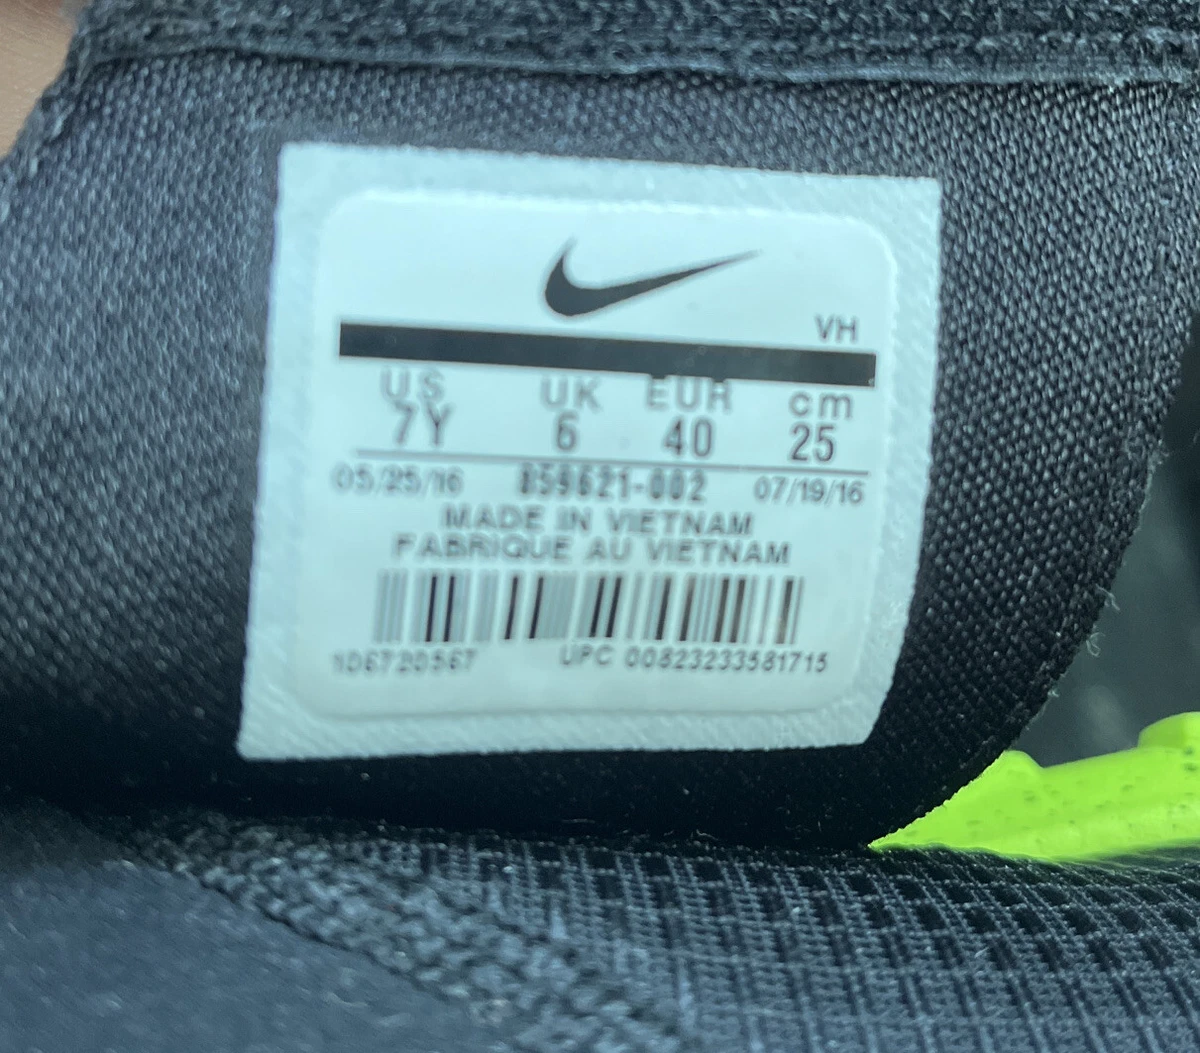 VH
US UK EUR cm
7Y 6 40 25
05/25/16 859621-002 07/19/16
MADE IN VIETNAM
FABRIQUE AU VIETNAM
106720567 UPC 00823233581715